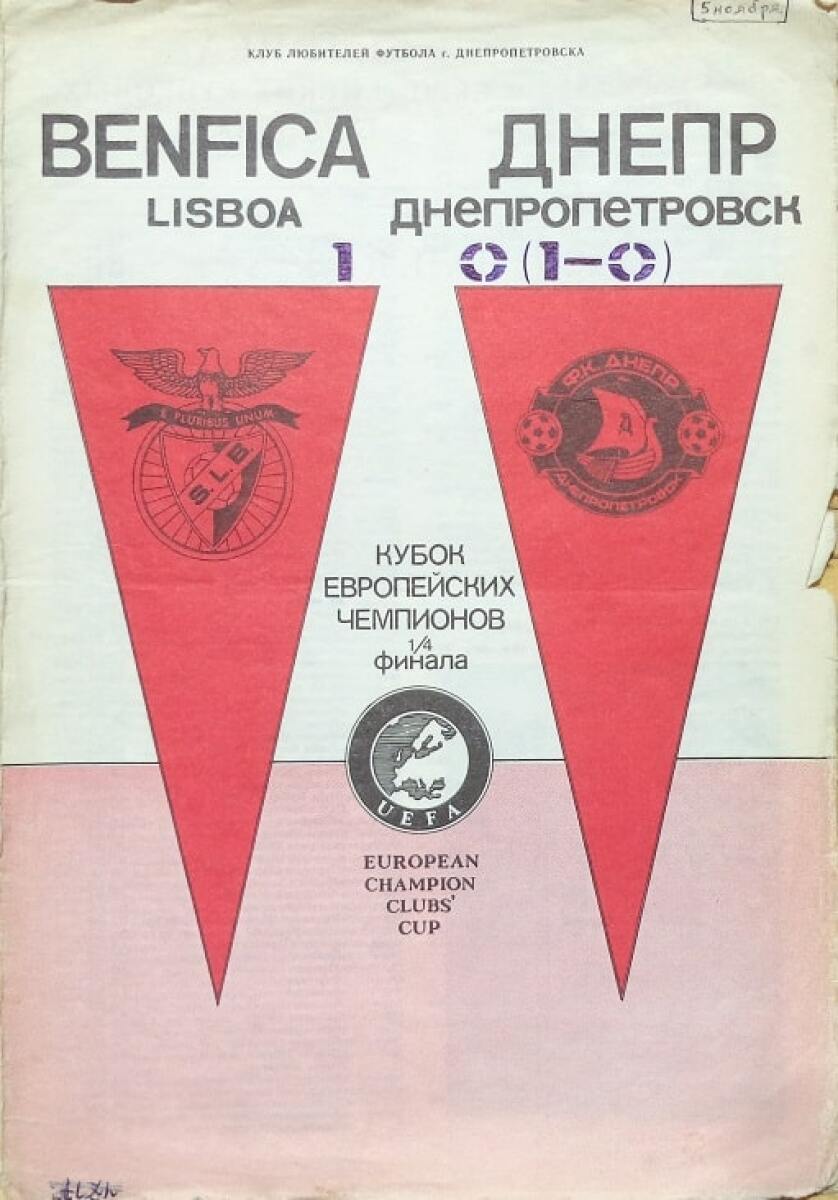 5 ноября
КЛУБ ЛЮБИТЕЛЕЙ ФУТБОЛА г. ДНЕПРОПЕТРОВСКА
BENFICA ДНЕПР
LISBOA ДНЕПРОПЕТРОВСК
1 0 (1-0)
E PLURIBUS UNUM
S.L.B
ФК ДНЕПР
Д
ДНЕПРОПЕТРОВСК
КУБОК
ЕВРОПЕЙСКИХ
ЧЕМПИОНОВ
1/4
финала
UEFA
EUROPEAN
CHAMPION
CLUBS'
CUP